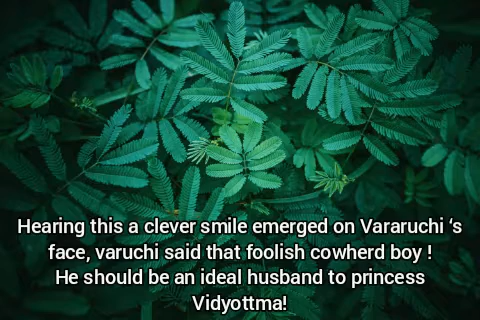 Hearing this a clever smile emerged on Vararuchi ‘s
face, varuchi said that foolish cowherd boy !
He should be an ideal husband to princess
Vidyottma!